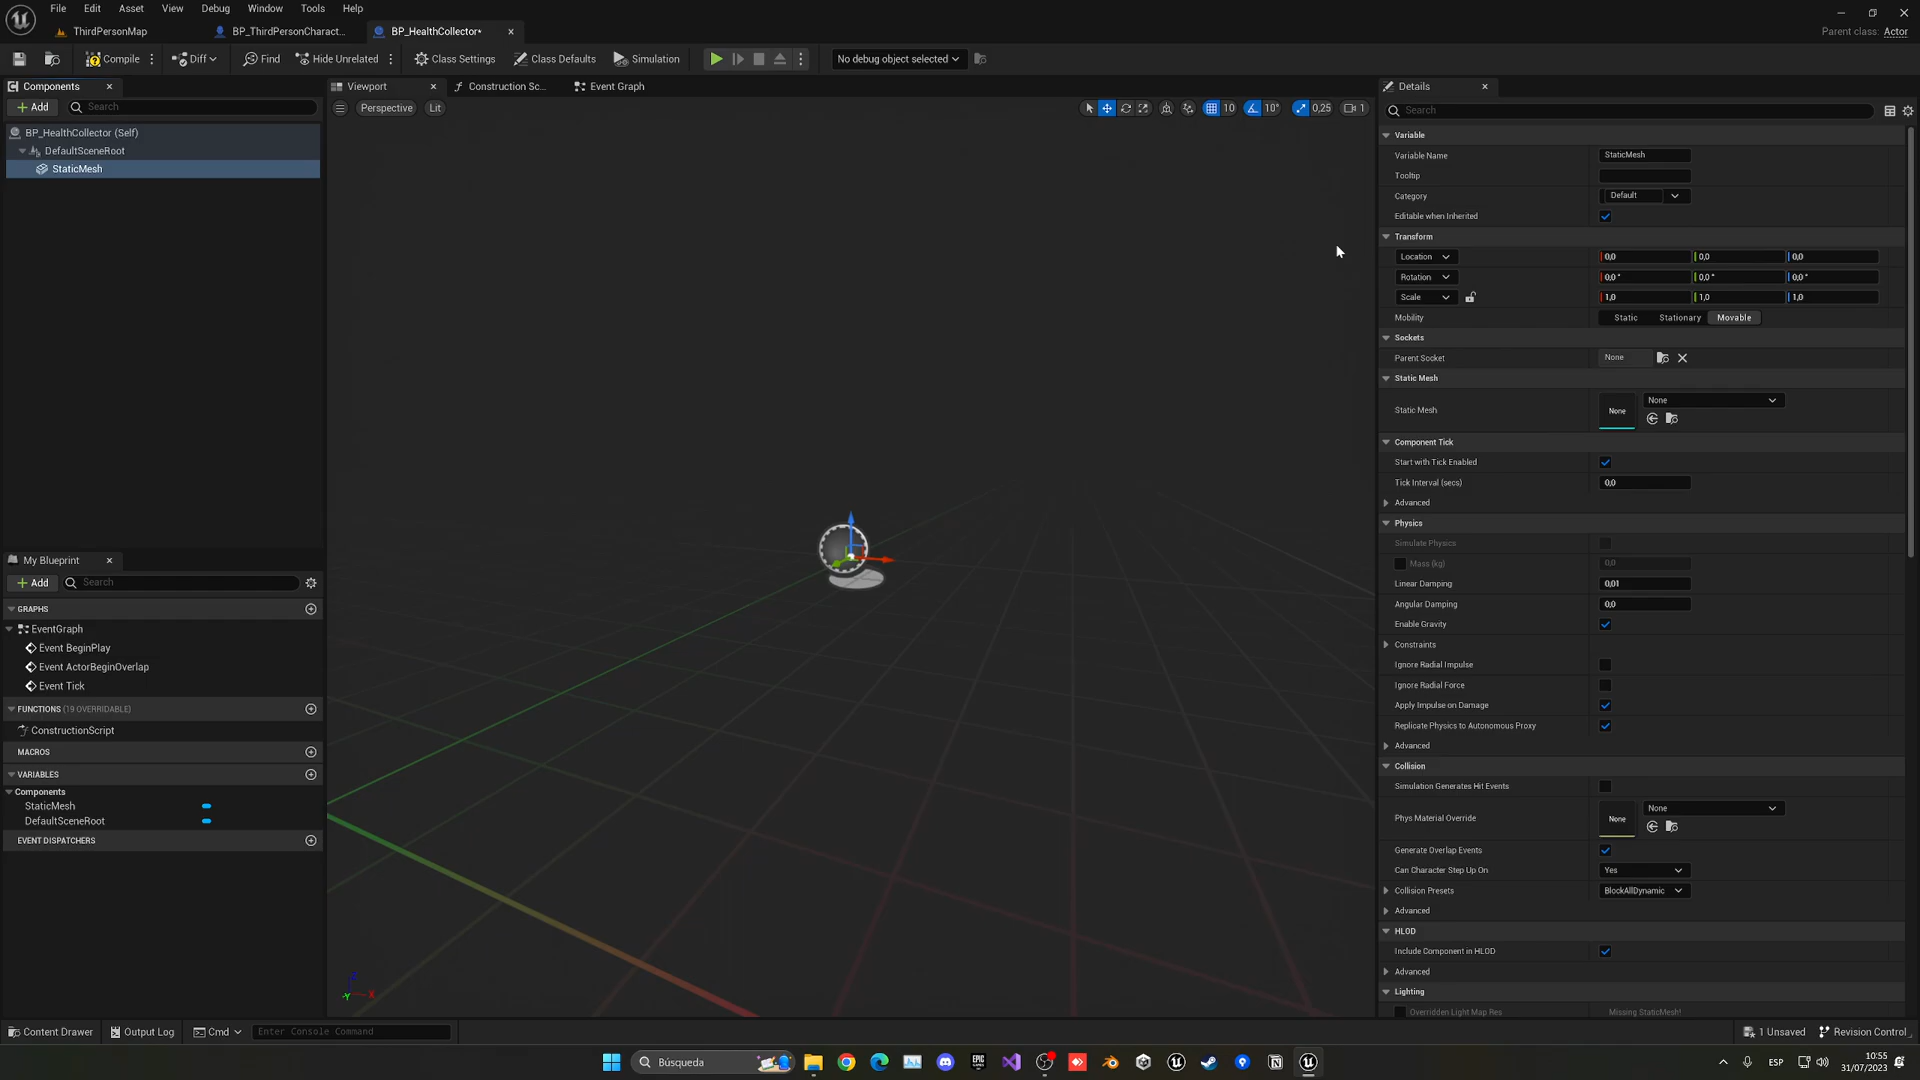 File Edit Asset View Debug Window Tools Help
ThirdPersonMap BP_ThirdPersonCharact... BP_HealthCollector*
Parent class: Actor
Compile Diff Find Hide Unrelated Class Settings Class Defaults Simulation No debug object selected
Components
Add Search
BP_HealthCollector (Self)
DefaultSceneRoot
StaticMesh
My Blueprint
Add Search
GRAPHS
EventGraph
Event BeginPlay
Event ActorBeginOverlap
Event Tick
FUNCTIONS (19 OVERRIDABLE)
ConstructionScript
MACROS
VARIABLES
Components
StaticMesh
DefaultSceneRoot
EVENT DISPATCHERS
Viewport Construction Sc... Event Graph
Perspective Lit 10 10° 0,25 1
Z
Y X
Details
Search
Variable
Variable Name StaticMesh
Tooltip
Category Default
Editable when Inherited
Transform
Location 0,0 0,0 0,0
Rotation 0,0 ° 0,0 ° 0,0 °
Scale 1,0 1,0 1,0
Mobility Static Stationary Movable
Sockets
Parent Socket None
Static Mesh
Static Mesh None None
Component Tick
Start with Tick Enabled
Tick Interval (secs) 0,0
Advanced
Physics
Simulate Physics
Mass (kg) 0,0
Linear Damping 0,01
Angular Damping 0,0
Enable Gravity
Constraints
Ignore Radial Impulse
Ignore Radial Force
Apply Impulse on Damage
Replicate Physics to Autonomous Proxy
Advanced
Collision
Simulation Generates Hit Events
Phys Material Override None None
Generate Overlap Events
Can Character Step Up On Yes
Collision Presets BlockAllDynamic
Advanced
HLOD
Include Component in HLOD
Advanced
Lighting
Overridden Light Map Res Missing StaticMesh!
Content Drawer Output Log Cmd Enter Console Command 1 Unsaved Revision Control
Búsqueda
ESP
10:55
31/07/2023